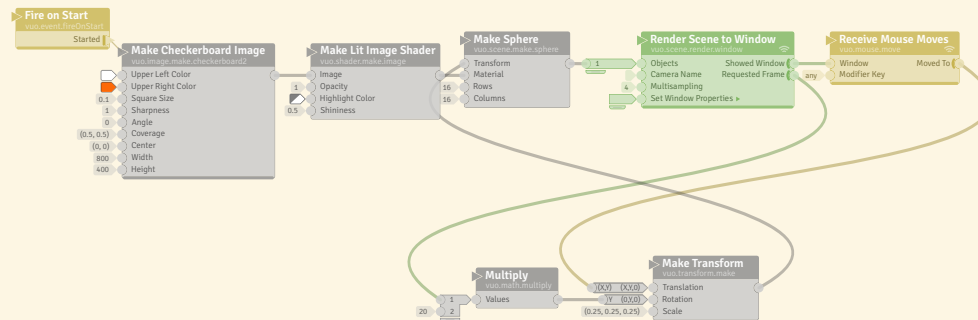 Fire on Start
vuo.event.fireOnStart
Started
Make Checkerboard Image
vuo.image.make.checkerboard2
Upper Left Color
Upper Right Color
0.1 Square Size
1 Sharpness
0 Angle
(0.5, 0.5) Coverage
(0, 0) Center
800 Width
400 Height
Make Lit Image Shader
vuo.shader.make.image
Image
1 Opacity
Highlight Color
0.5 Shininess
Make Sphere
vuo.scene.make.sphere
Transform
Material
16 Rows
16 Columns
Render Scene to Window
vuo.scene.render.window
1 Objects Showed Window
Camera Name Requested Frame
4 Multisampling
Set Window Properties ▸
Receive Mouse Moves
vuo.mouse.move
Window Moved To
any Modifier Key
Multiply
vuo.math.multiply
1 Values
20 2
Make Transform
vuo.transform.make
(X,Y) (X,Y,0) Translation
Y (0,Y,0) Rotation
(0.25, 0.25, 0.25) Scale